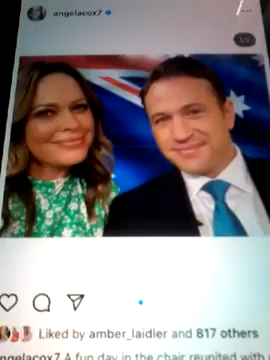 angelacox7
1/2
Liked by amber_laidler and 817 others
angelacox7 A fun day in the chair reunited with